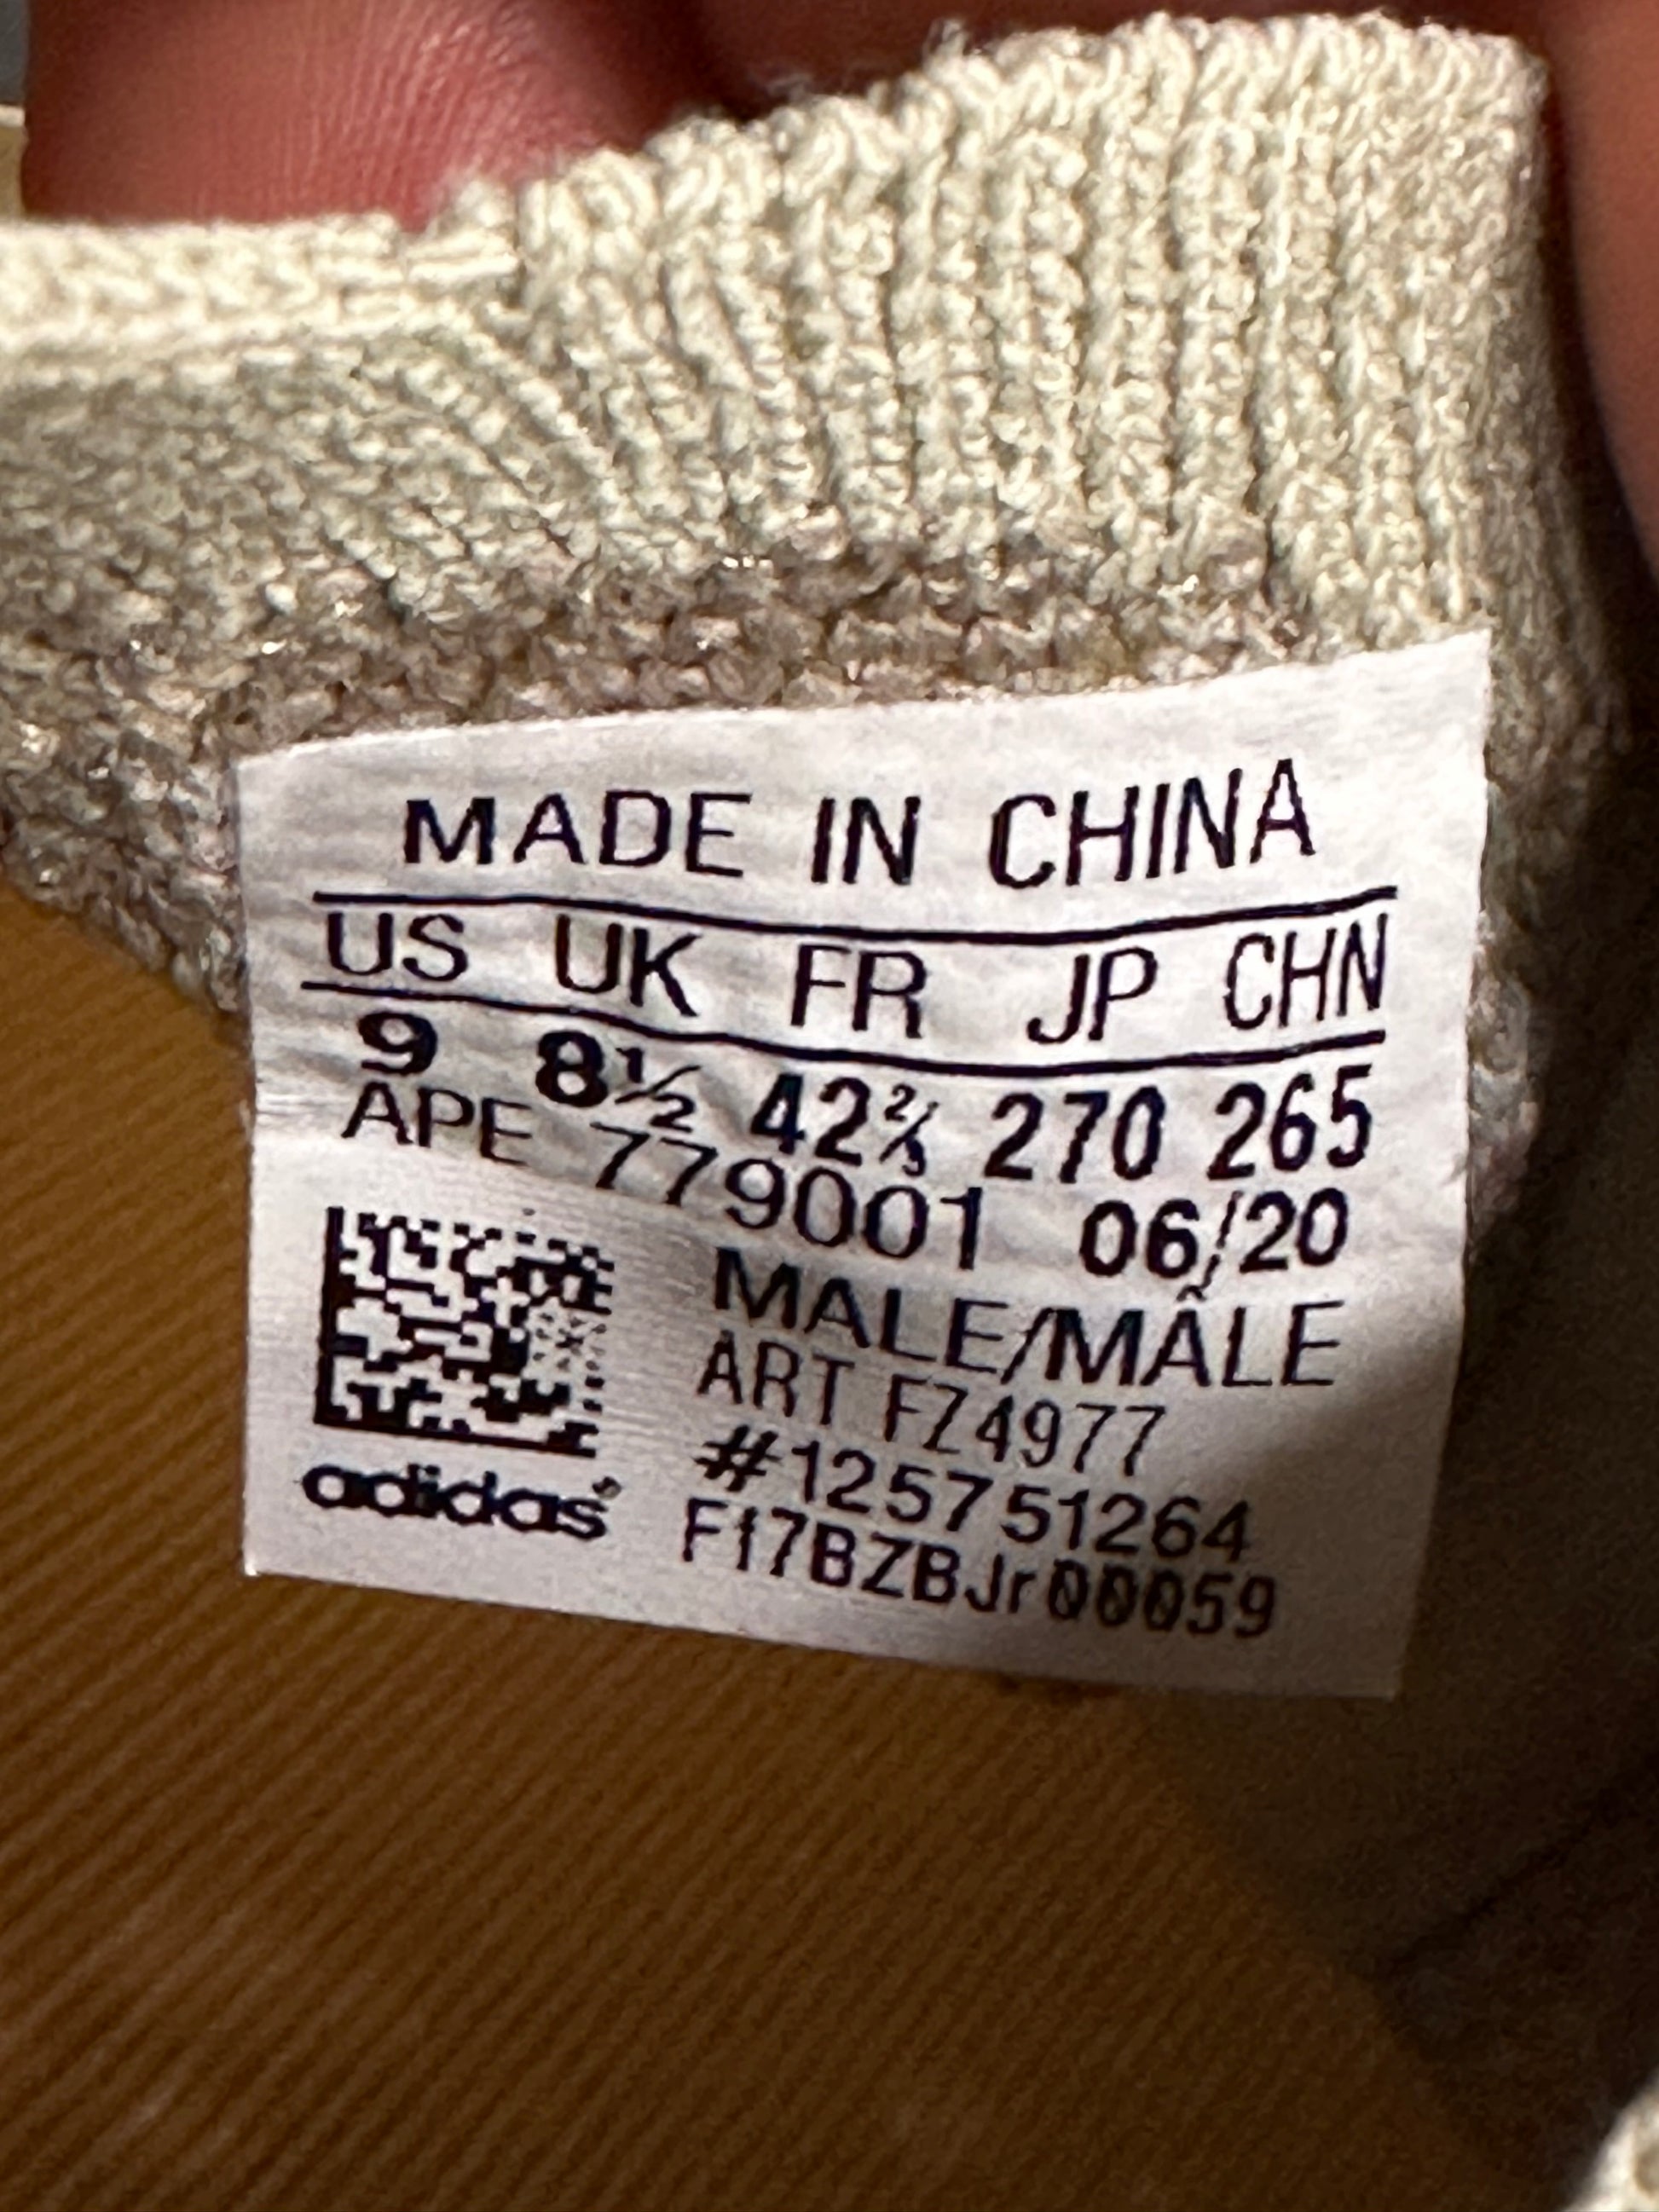 MADE IN CHINA
US UK FR JP CHN
9 8½ 42⅔ 270 265
APE 779001 06/20
MALE/MÂLE
ART FZ4977
#125751264
Ff7BZBJr00059
adidas